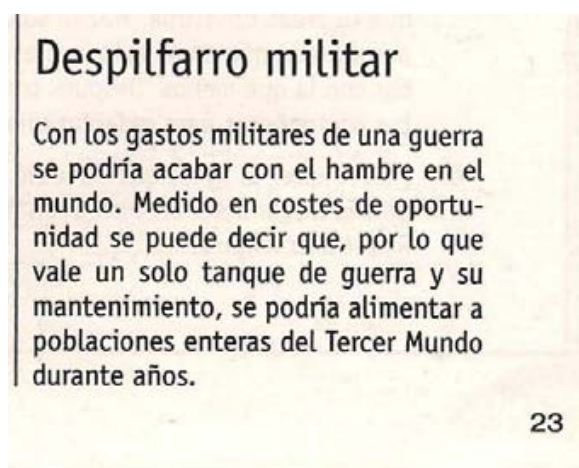 Despilfarro militar
Con los gastos militares de una guerra
se podría acabar con el hambre en el
mundo. Medido en costes de oportu-
nidad se puede decir que, por lo que
vale un solo tanque de guerra y su
mantenimiento, se podría alimentar a
poblaciones enteras del Tercer Mundo
durante años.
23